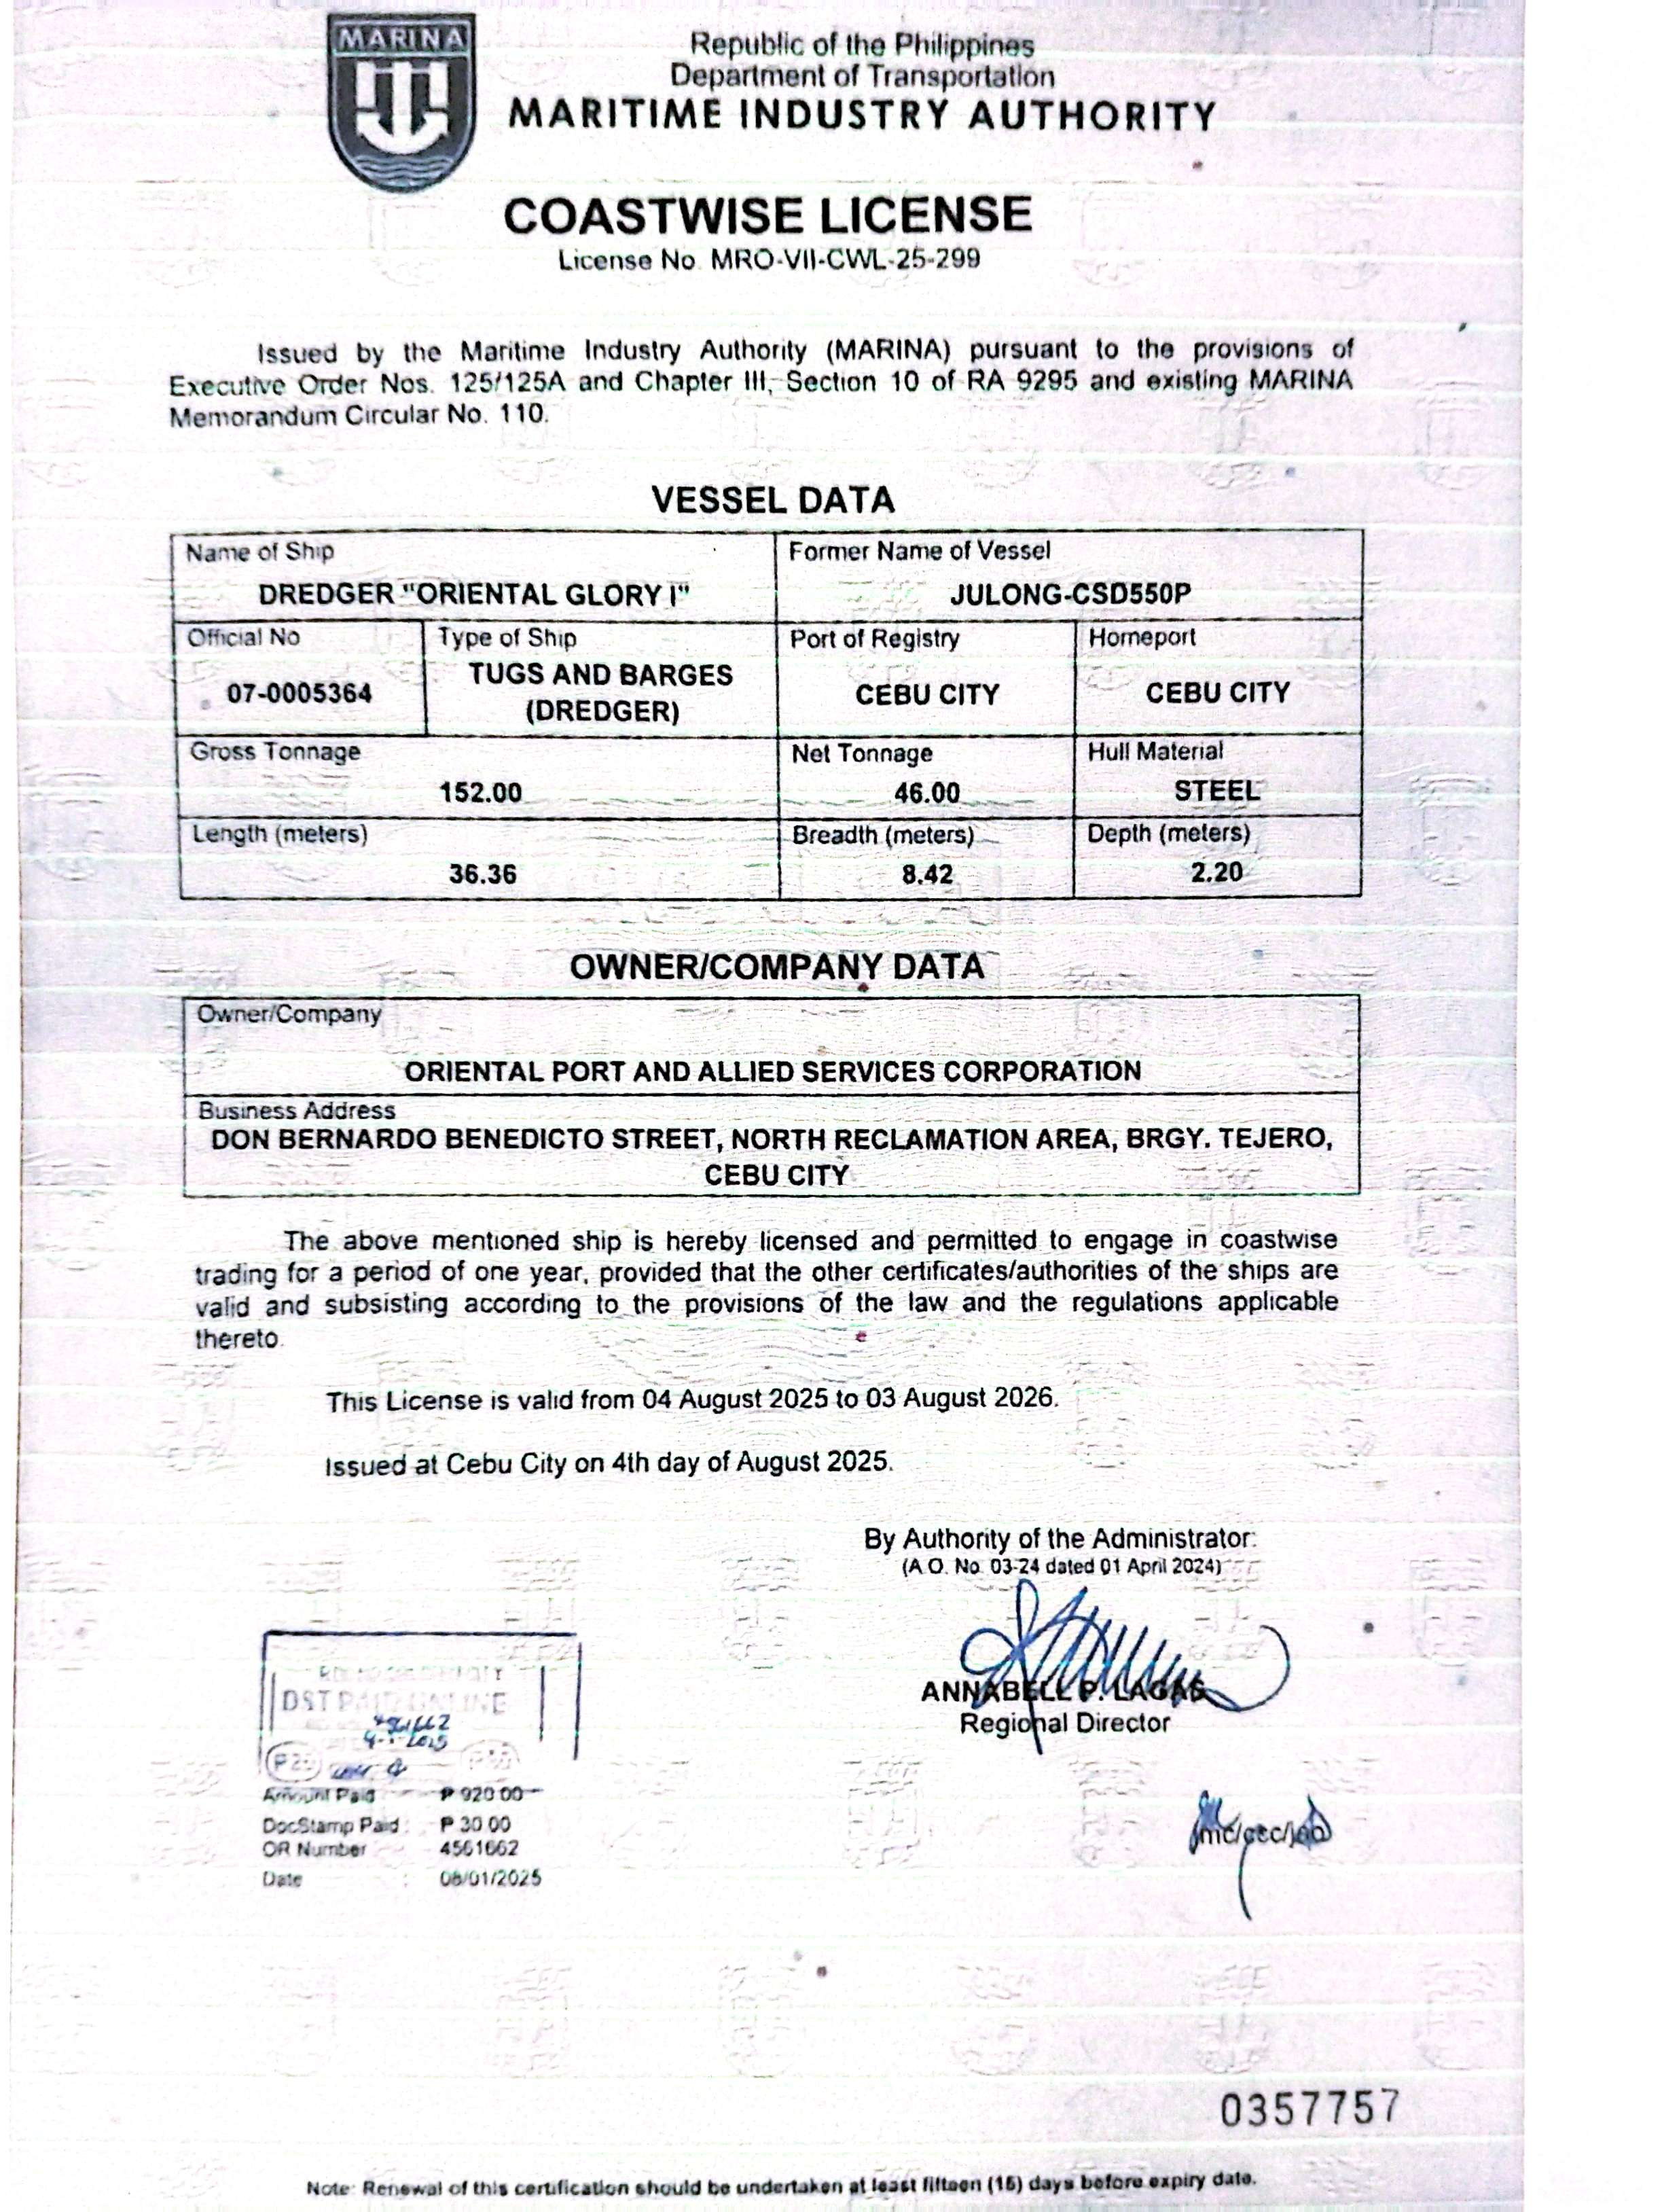 MARINA
Republic of the Philippines
Department of Transportation
MARITIME INDUSTRY AUTHORITY
COASTWISE LICENSE
License No. MRO-VII-CWL-25-299
Issued by the Maritime Industry Authority (MARINA) pursuant to the provisions of
Executive Order Nos. 125/125A and Chapter III, Section 10 of RA 9295 and existing MARINA
Memorandum Circular No. 110.
VESSEL DATA
Name of Ship
DREDGER "ORIENTAL GLORY I"
Former Name of Vessel
JULONG-CSD550P
Official No
07-0005364
Type of Ship
TUGS AND BARGES
(DREDGER)
Port of Registry
CEBU CITY
Homeport
CEBU CITY
Gross Tonnage
152.00
Net Tonnage
46.00
Hull Material
STEEL
Length (meters)
36.36
Breadth (meters)
8.42
Depth (meters)
2.20
OWNER/COMPANY DATA
Owner/Company
ORIENTAL PORT AND ALLIED SERVICES CORPORATION
Business Address
DON BERNARDO BENEDICTO STREET, NORTH RECLAMATION AREA, BRGY. TEJERO,
CEBU CITY
The above mentioned ship is hereby licensed and permitted to engage in coastwise
trading for a period of one year, provided that the other certificates/authorities of the ships are
valid and subsisting according to the provisions of the law and the regulations applicable
thereto.
This License is valid from 04 August 2025 to 03 August 2026.
Issued at Cebu City on 4th day of August 2025.
By Authority of the Administrator:
(A.O. No. 03-24 dated 01 April 2024)
ANNABELL P. LAGAS
Regional Director
DST PAID ONLINE
Amount Paid ₱ 920.00
DocStamp Paid : ₱ 30.00
OR Number 4561662
Date : 08/01/2025
0357757
Note: Renewal of this certification should be undertaken at least fifteen (15) days before expiry date.